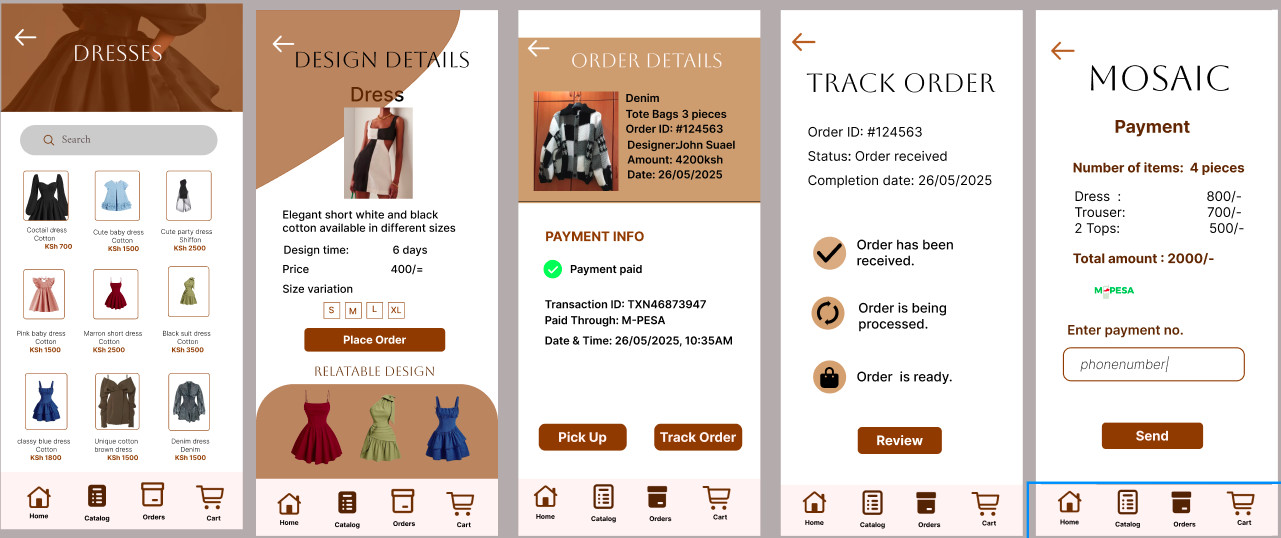 DRESSES
Search
Coctail dress
Cotton
KSh 700
Cute baby dress
Cotton
KSh 1500
Cute party dress
Shiffon
KSh 2500
Pink baby dress
Cotton
KSh 1500
Marron short dress
Cotton
KSh 2500
Black suit dress
Cotton
KSh 3500
classy blue dress
Cotton
KSh 1800
Unique cotton
brown dress
KSh 1500
Denim dress
Denim
KSh 1500
Home
Catalog
Orders
Cart
DESIGN DETAILS
Dress
Elegant short white and black
cotton available in different sizes
Design time: 6 days
Price 400/=
Size variation
S M L XL
Place Order
RELATABLE DESIGN
Home
Catalog
Orders
Cart
ORDER DETAILS
Denim
Tote Bags 3 pieces
Order ID: #124563
Designer:John Suael
Amount: 4200ksh
Date: 26/05/2025
PAYMENT INFO
Payment paid
Transaction ID: TXN46873947
Paid Through: M-PESA
Date & Time: 26/05/2025, 10:35AM
Pick Up
Track Order
Home
Catalog
Orders
Cart
TRACK ORDER
Order ID: #124563
Status: Order received
Completion date: 26/05/2025
Order has been
received.
Order is being
processed.
Order is ready.
Review
Home
Catalog
Orders
Cart
MOSAIC
Payment
Number of items: 4 pieces
Dress : 800/-
Trouser: 700/-
2 Tops: 500/-
Total amount : 2000/-
M-PESA
Enter payment no.
phonenumber
Send
Home
Catalog
Orders
Cart